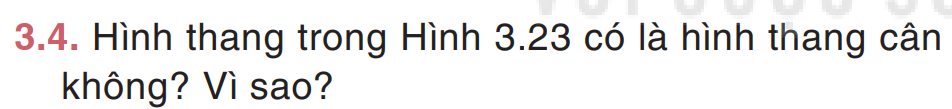 3.4. Hình thang trong Hình 3.23 có là hình thang cân
không? Vì sao?